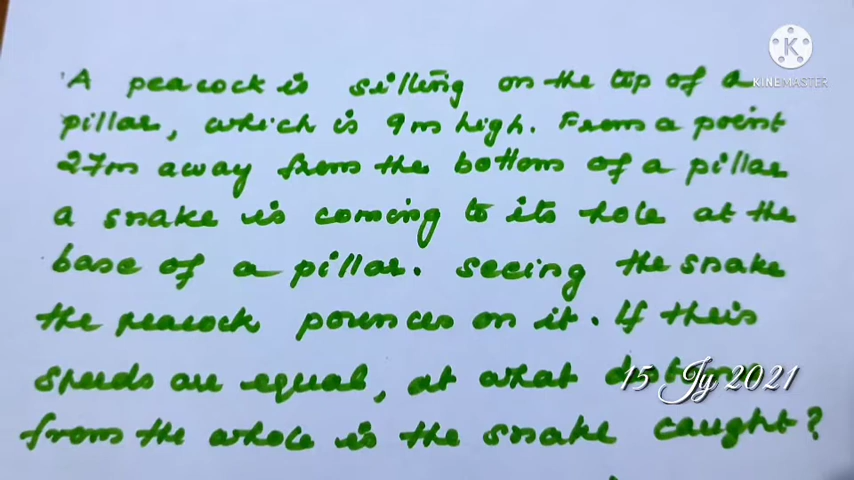 KINEMASTER
A peacock is sitting on the top of a
pillar, which is 9m high. From a point
27m away from the bottom of a pillar
a snake is coming to its hole at the
base of a pillar. Seeing the snake
the peacock pounces on it. If their
speeds are equal, at what
15 Jy 2021
from the whole is the snake caught?